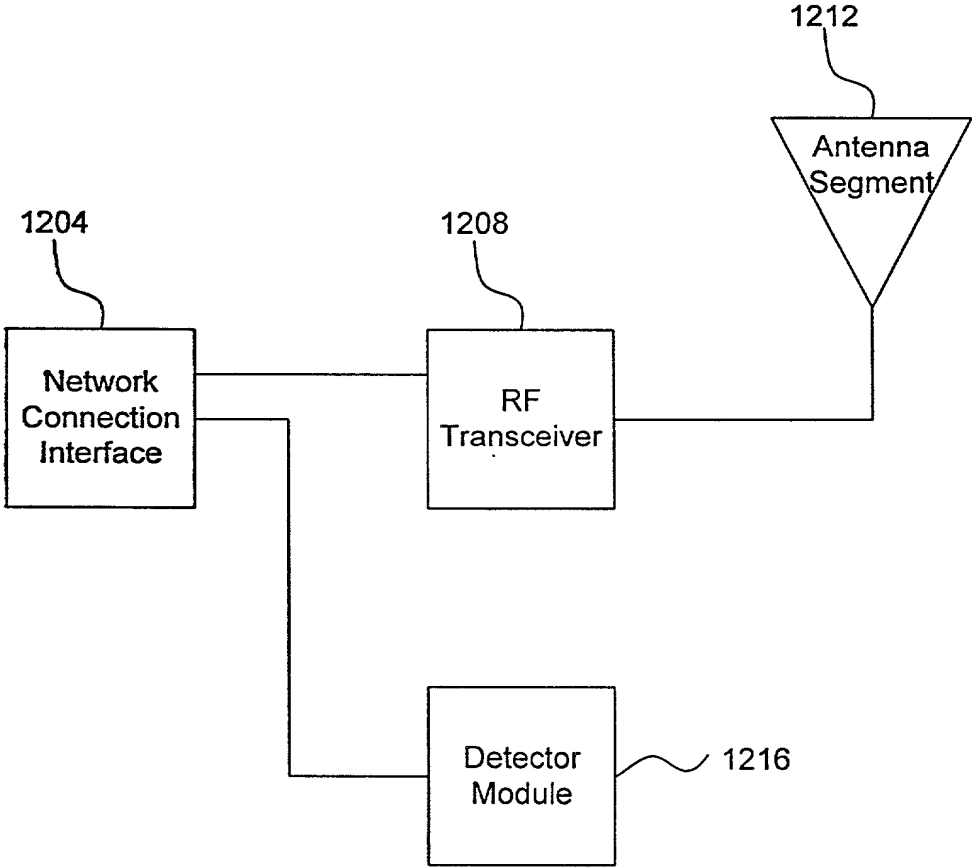 1212
Antenna
Segment
1204
1208
Network
Connection
Interface
RF
Transceiver
Detector
Module
1216